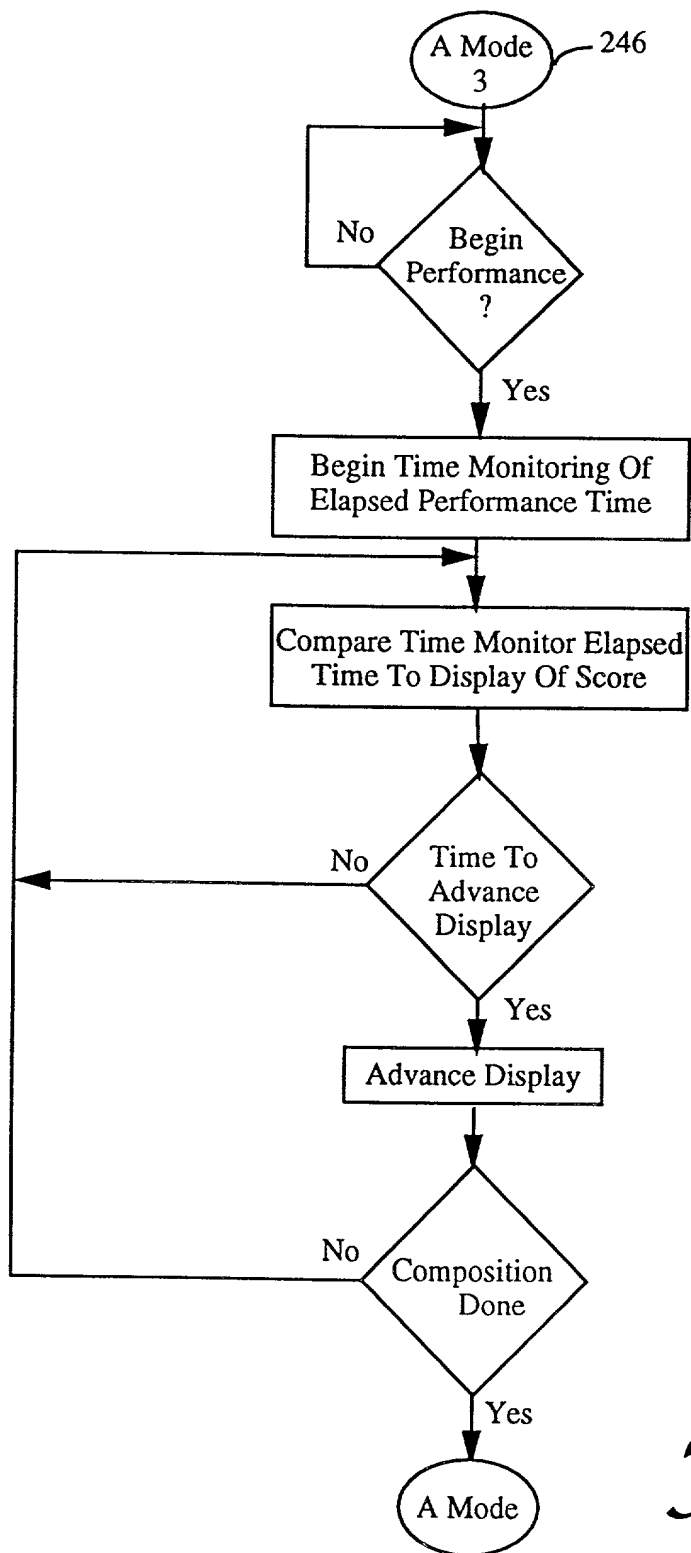 A Mode
3
246
No
Begin
Performance
?
Yes
Begin Time Monitoring Of
Elapsed Performance Time
Compare Time Monitor Elapsed
Time To Display Of Score
No
Time To
Advance
Display
Yes
Advance Display
No
Composition
Done
Yes
A Mode